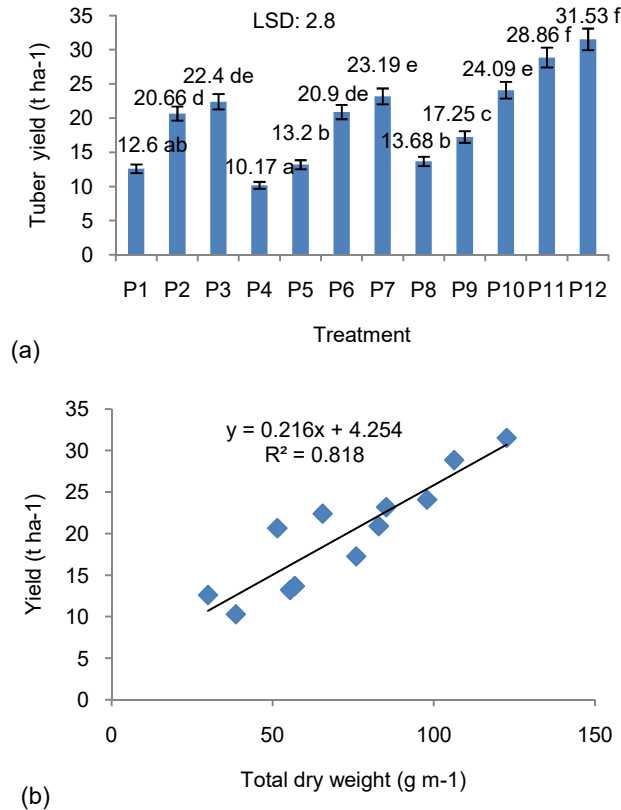 LSD: 2.8
Tuber yield (t ha-1)
35
30
25
20
15
10
5
0
12.6 ab
20.66 d
22.4 de
10.17 a
13.2 b
20.9 de
23.19 e
13.68 b
17.25 c
24.09 e
28.86 f
31.53 f
P1 P2 P3 P4 P5 P6 P7 P8 P9 P10 P11 P12
Treatment
(a)
y = 0.216x + 4.254
R² = 0.818
Yield (t ha-1)
35
30
25
20
15
10
5
0
0 50 100 150
Total dry weight (g m-1)
(b)